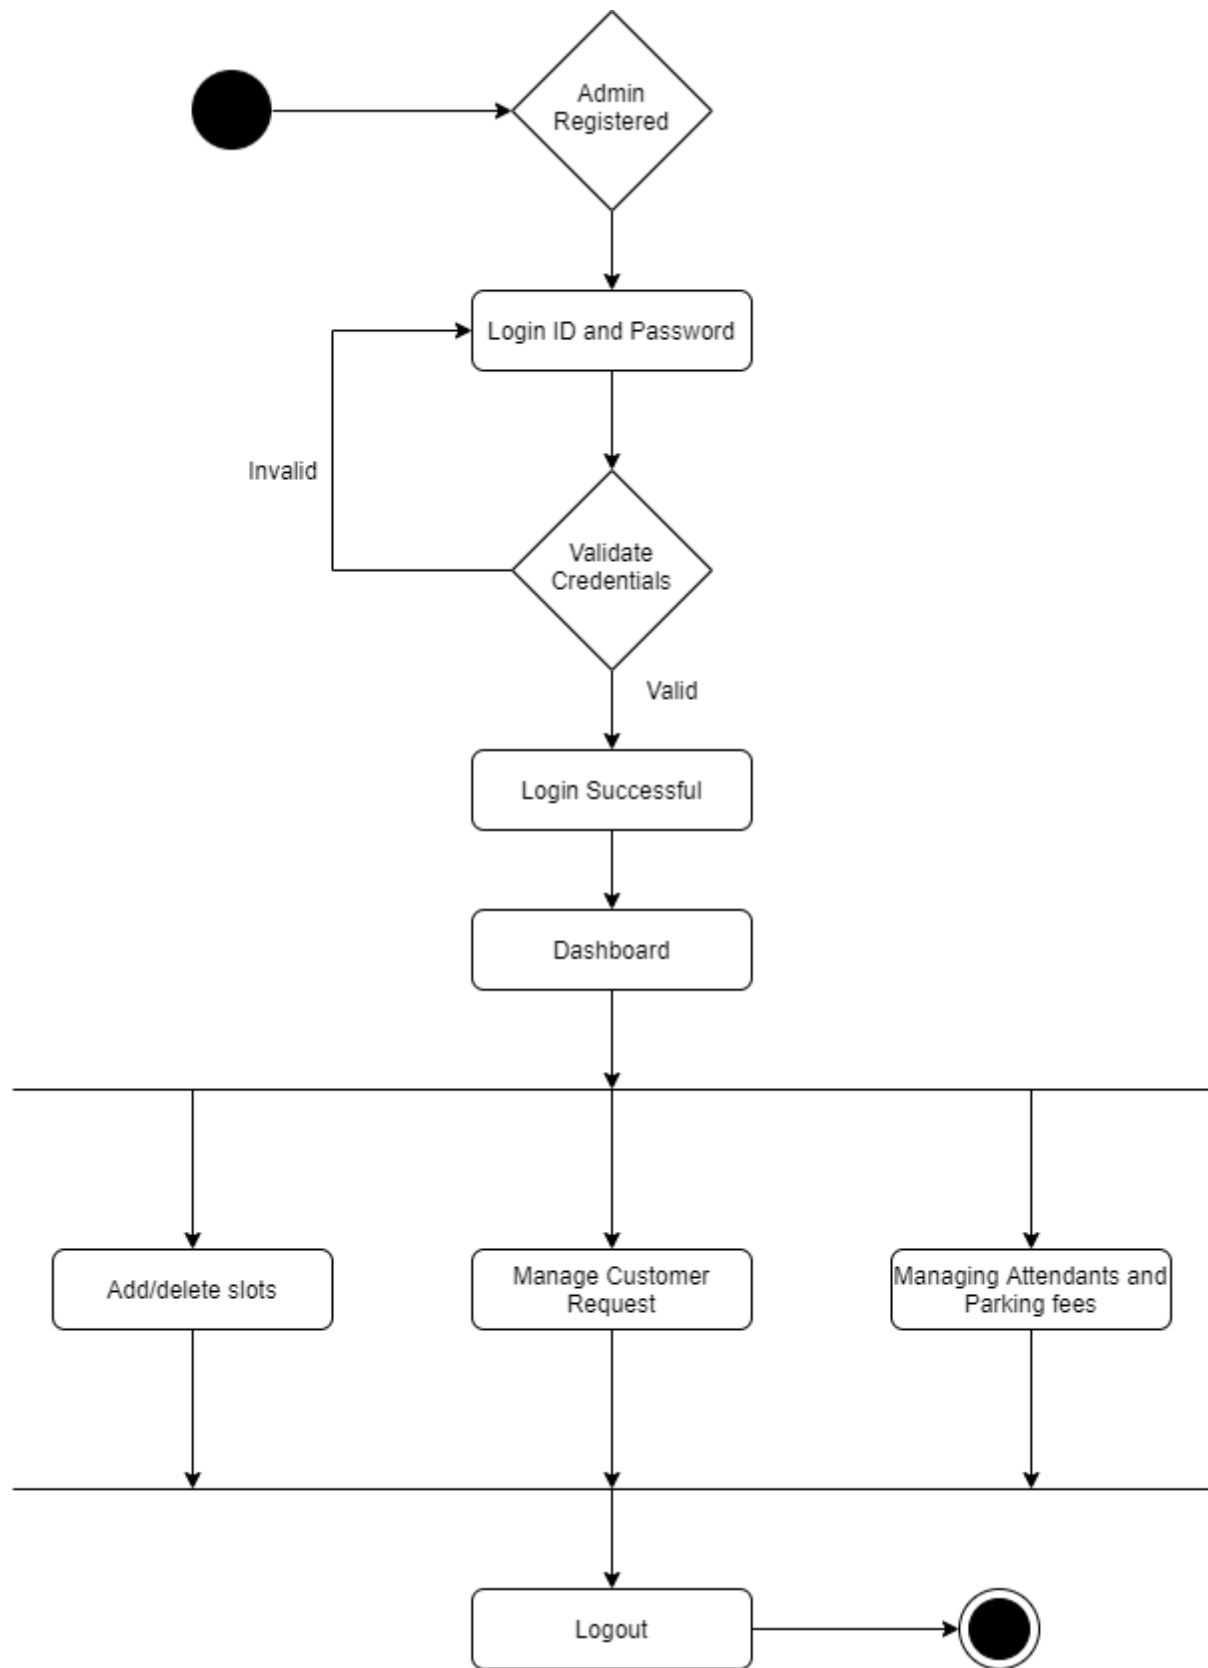 Admin
Registered
Login ID and Password
Invalid
Validate
Credentials
Valid
Login Successful
Dashboard
Add/delete slots
Manage Customer
Request
Managing Attendants and
Parking fees
Logout